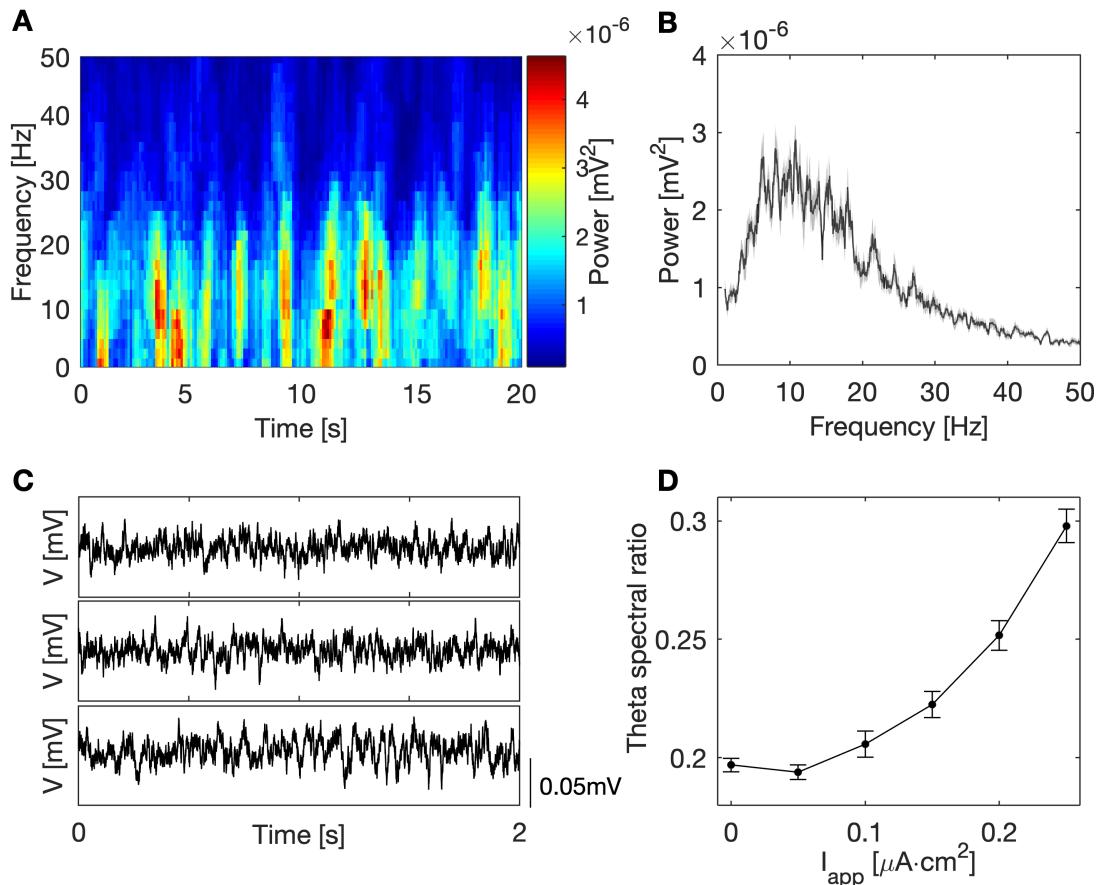 A
×10⁻⁶
50
40
30
20
10
0
Frequency [Hz]
0
5
10
15
20
Time [s]
4
3
2
1
Power [mV²]
B
×10⁻⁶
4
3
2
1
0
Power [mV²]
0
10
20
30
40
50
Frequency [Hz]
C
V [mV]
V [mV]
V [mV]
0.05mV
0
Time [s]
2
D
0.3
0.25
0.2
Theta spectral ratio
0
0.1
0.2
I_app [μA·cm²]